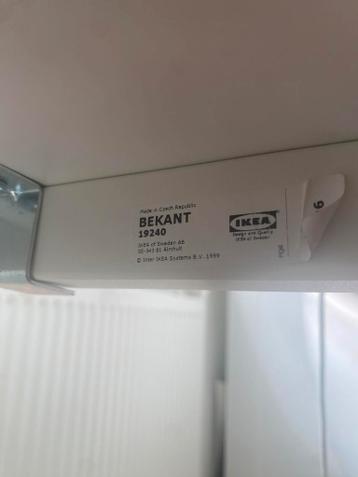 Made in Czech Republic
BEKANT
19240
IKEA of Sweden AB
SE-343 81 Älmhult
© Inter IKEA Systems B.V. 1999
IKEA
Design and Quality
IKEA of Sweden